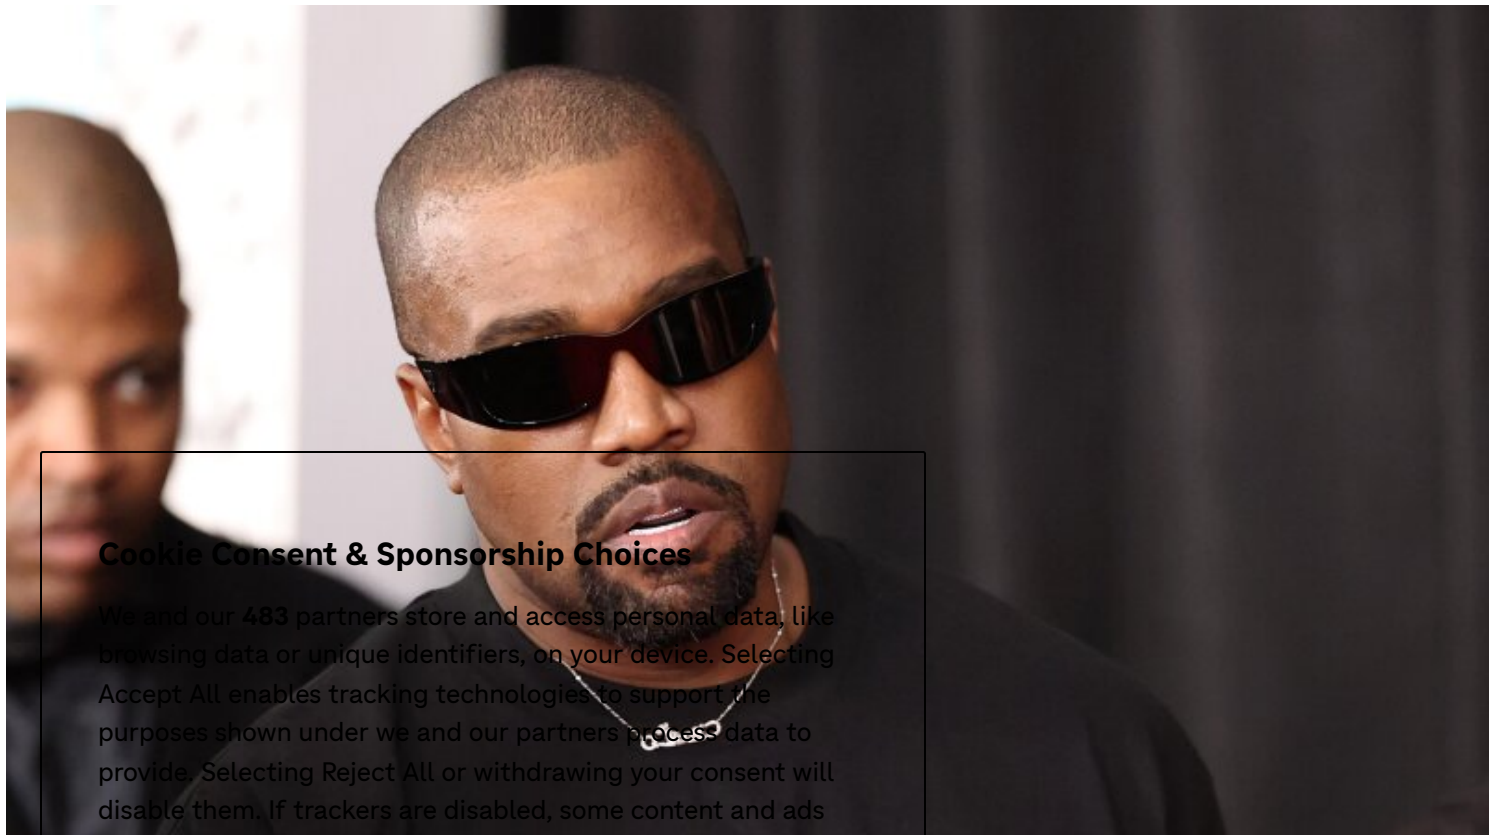 Cookie Consent & Sponsorship Choices
We and our 483 partners store and access personal data, like
browsing data or unique identifiers, on your device. Selecting
Accept All enables tracking technologies to support the
purposes shown under we and our partners process data to
provide. Selecting Reject All or withdrawing your consent will
disable them. If trackers are disabled, some content and ads